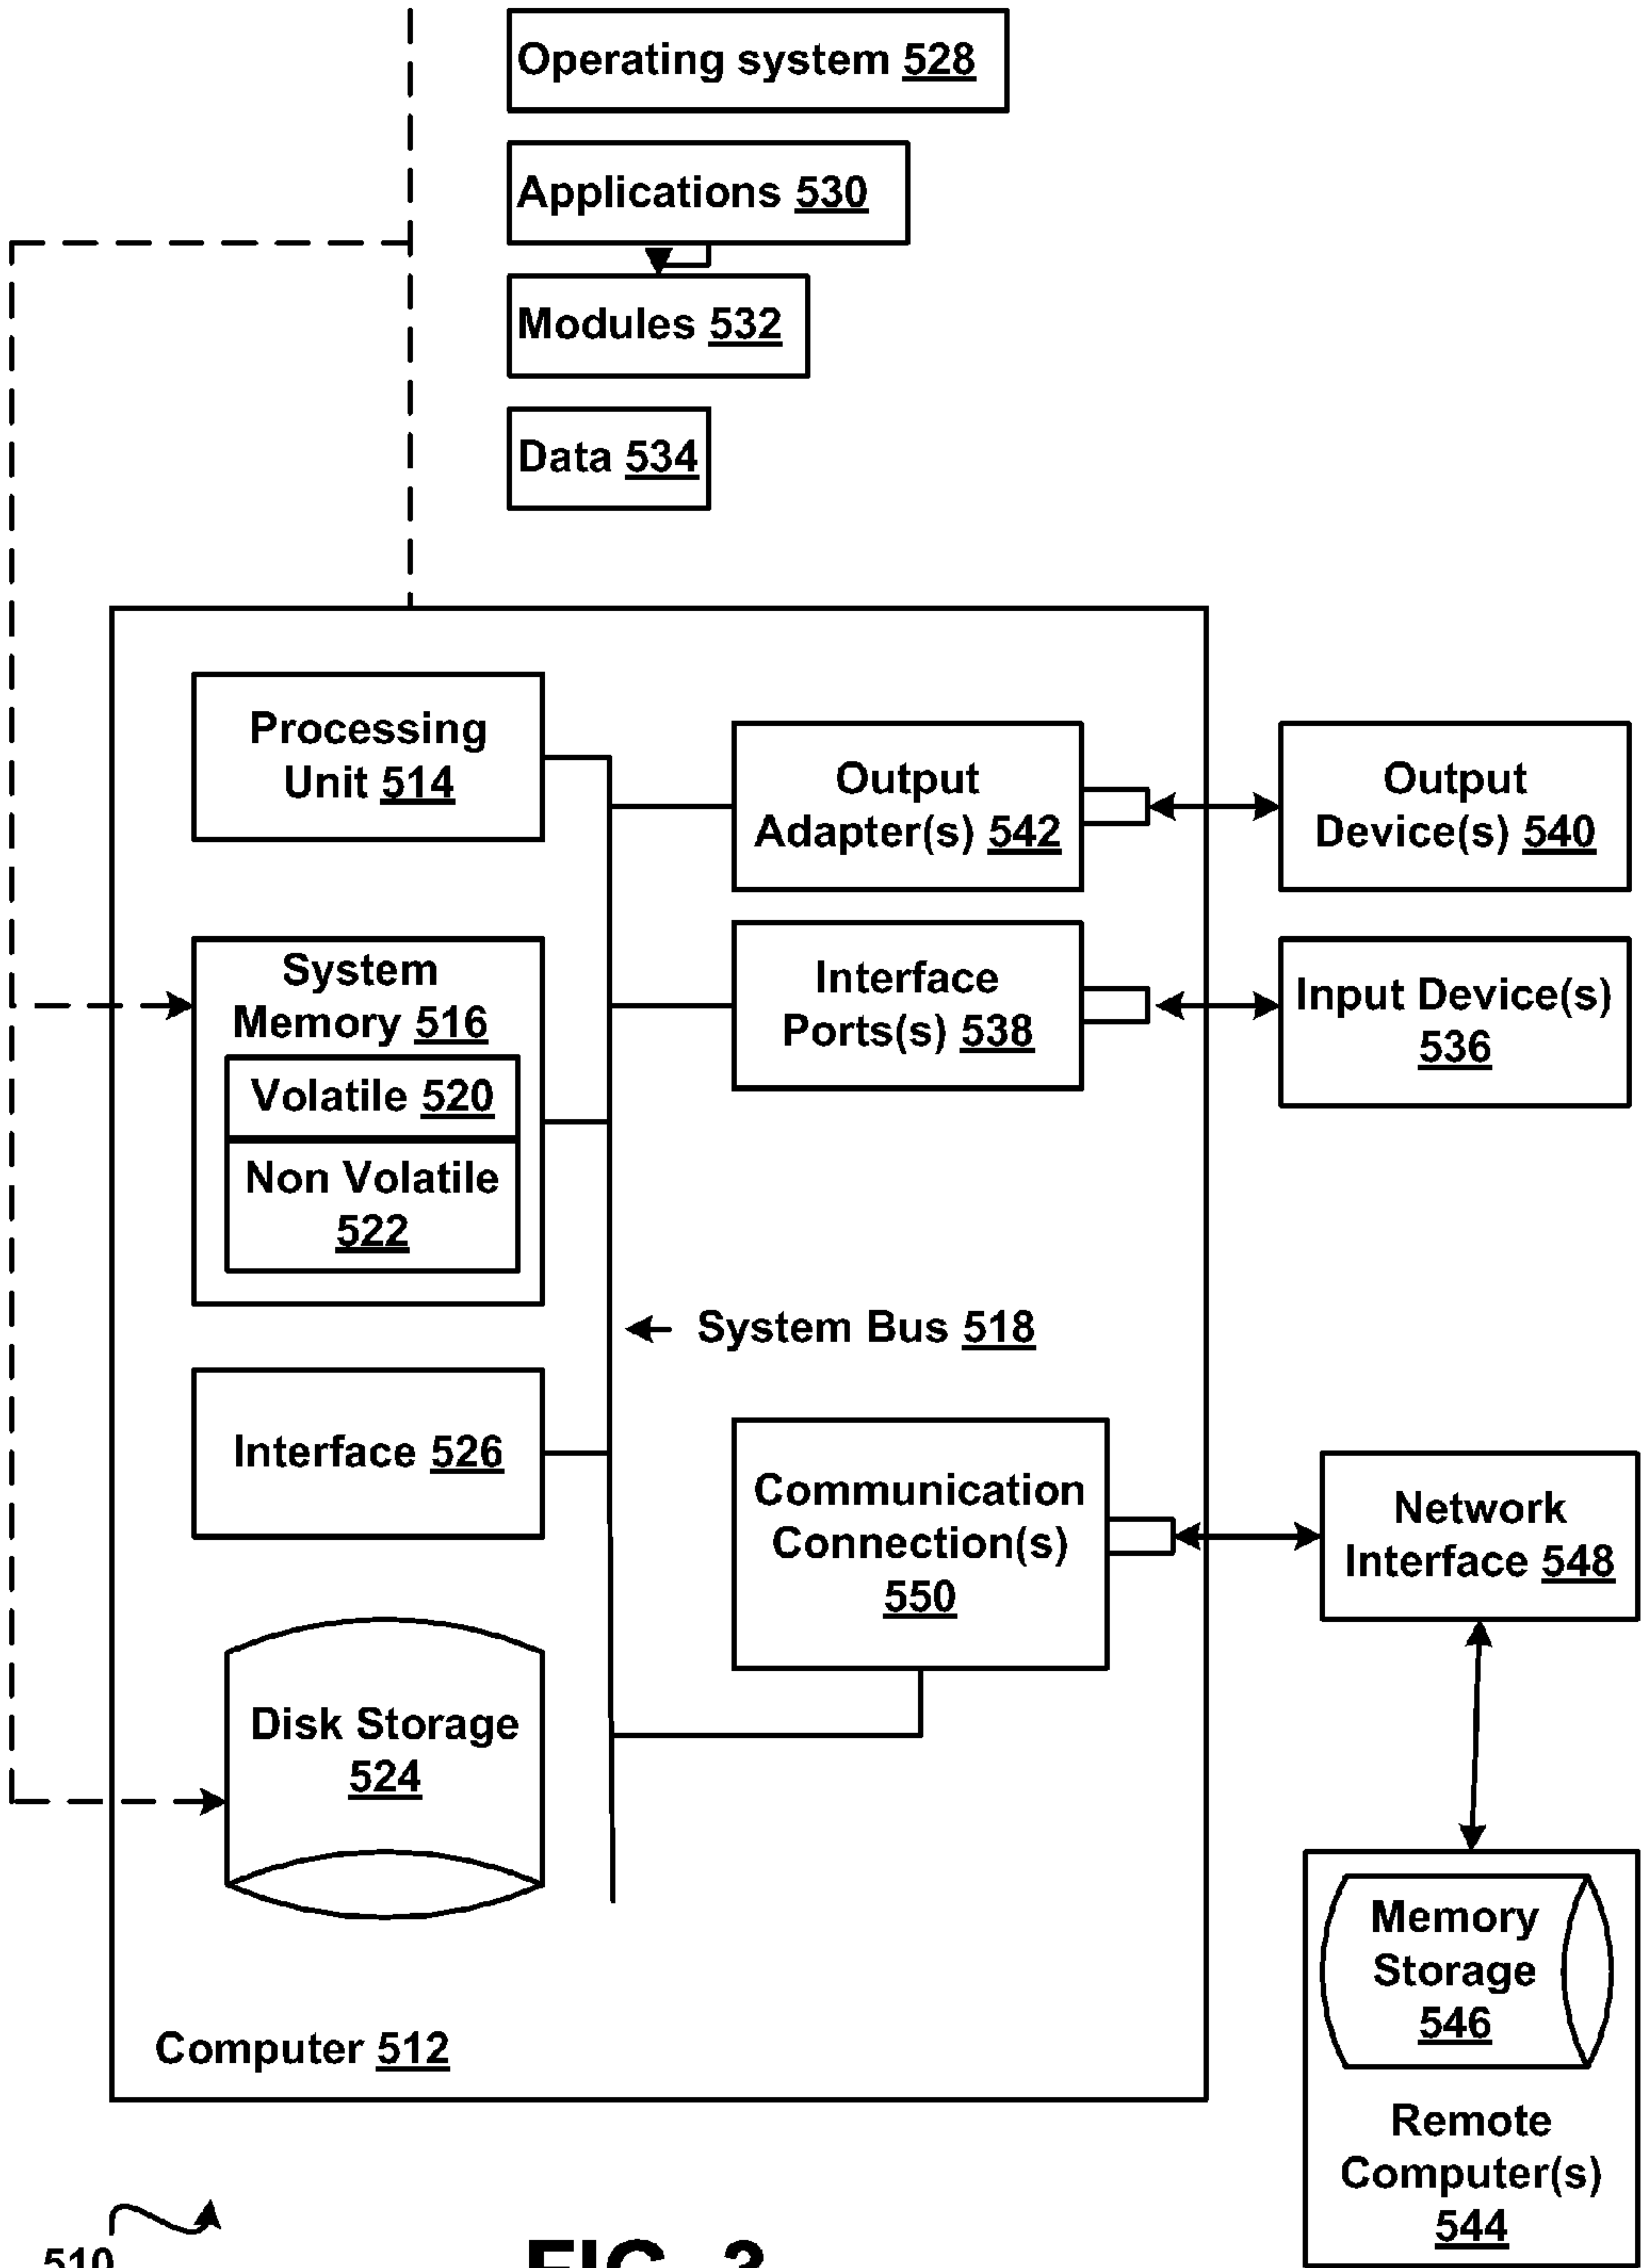 Operating system 528
Applications 530
Modules 532
Data 534
Processing
Unit 514
Output
Adapter(s) 542
Output
Device(s) 540
System
Memory 516
Volatile 520
Non Volatile
522
Interface
Ports(s) 538
Input Device(s)
536
System Bus 518
Interface 526
Communication
Connection(s)
550
Network
Interface 548
Disk Storage
524
Memory
Storage
546
Remote
Computer(s)
544
Computer 512
510
FIG. 3